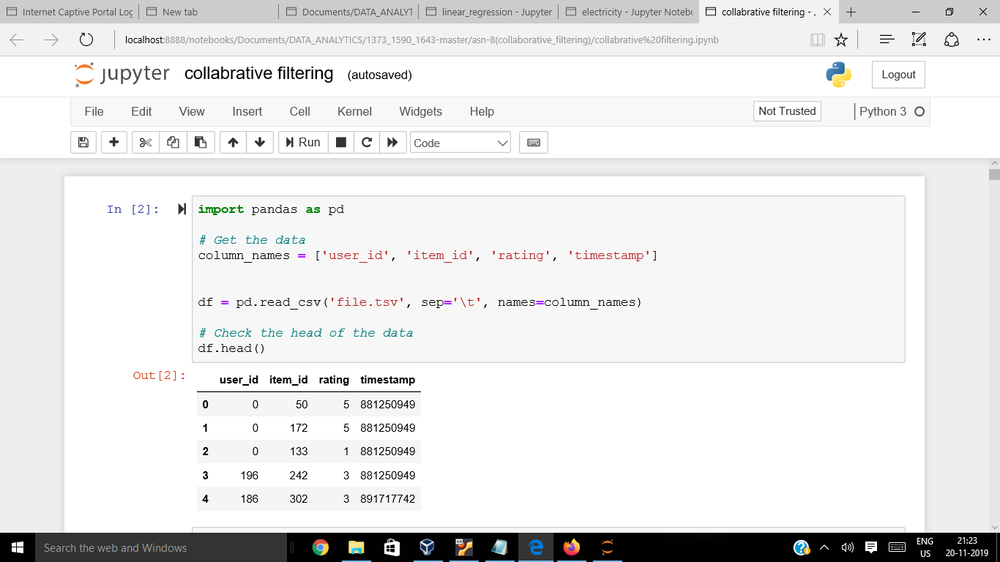 Internet Captive Portal Log
New tab
Documents/DATA_ANALYT
linear_regression - Jupyter
electricity - Jupyter Notebo
collabrative filtering - .
localhost:8888/notebooks/Documents/DATA_ANALYTICS/1373_1590_1643-master/asn-8(collaborative_filtering)/collabrative%20filtering.ipynb
jupyter collabrative filtering (autosaved)
Logout
File Edit View Insert Cell Kernel Widgets Help
Not Trusted
Python 3
Run
Code
In [2]:
import pandas as pd
# Get the data
column_names = ['user_id', 'item_id', 'rating', 'timestamp']
df = pd.read_csv('file.tsv', sep='\t', names=column_names)
# Check the head of the data
df.head()
Out[2]:
user_id item_id rating timestamp
0 0 50 5 881250949
1 0 172 5 881250949
2 0 133 1 881250949
3 196 242 3 881250949
4 186 302 3 891717742
Search the web and Windows
64
ENG
US
21:23
20-11-2019